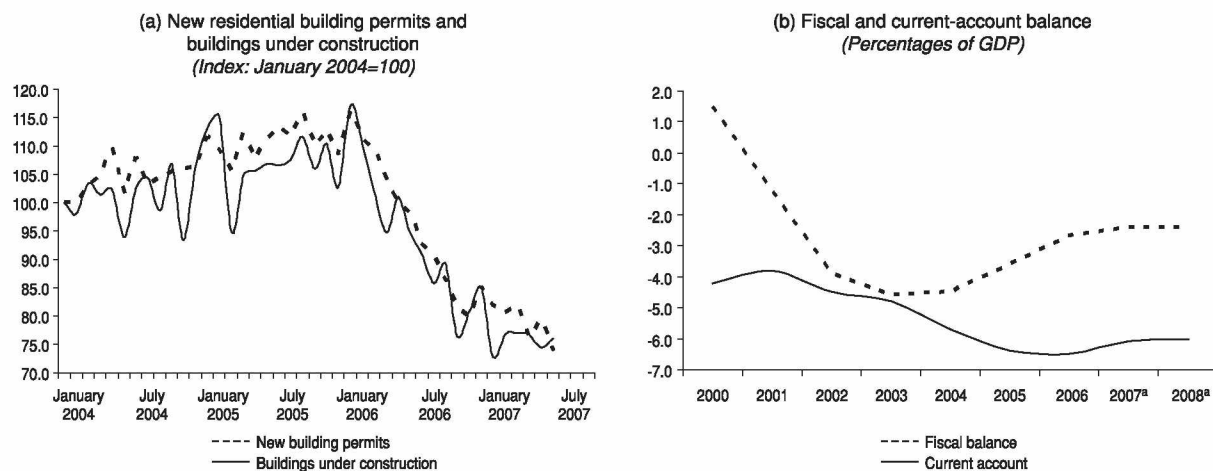 (a) New residential building permits and
buildings under construction
(Index: January 2004=100)
120.0
115.0
110.0
105.0
100.0
95.0
90.0
85.0
80.0
75.0
70.0
January 2004
July 2004
January 2005
July 2005
January 2006
July 2006
January 2007
July 2007
New building permits
Buildings under construction
(b) Fiscal and current-account balance
(Percentages of GDP)
2.0
0.0
-1.0
-2.0
-4.0
-5.0
-6.0
-7.0
2000
2001
2002
2003
2004
2005
2006
2007ª
2008ª
Fiscal balance
Current account